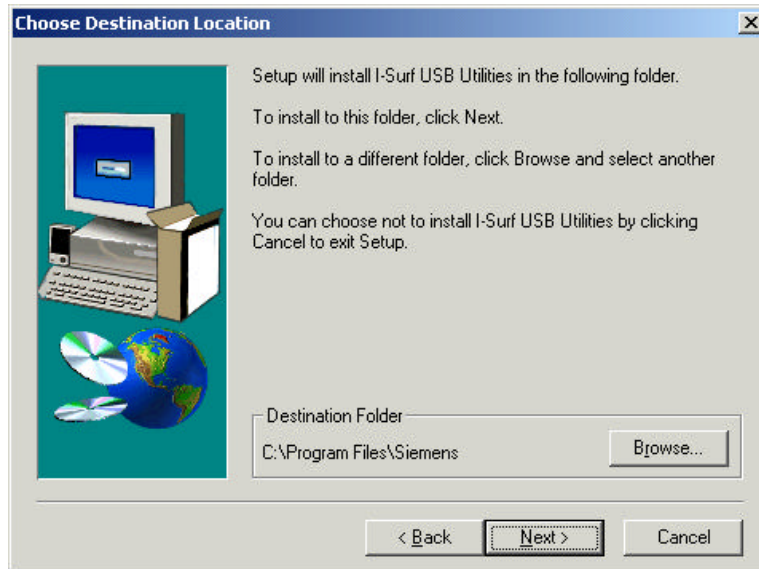 Choose Destination Location
Setup will install I-Surf USB Utilities in the following folder.
To install to this folder, click Next.
To install to a different folder, click Browse and select another
folder.
You can choose not to install I-Surf USB Utilities by clicking
Cancel to exit Setup.
Destination Folder
C:\Program Files\Siemens
Browse...
< Back
Next >
Cancel